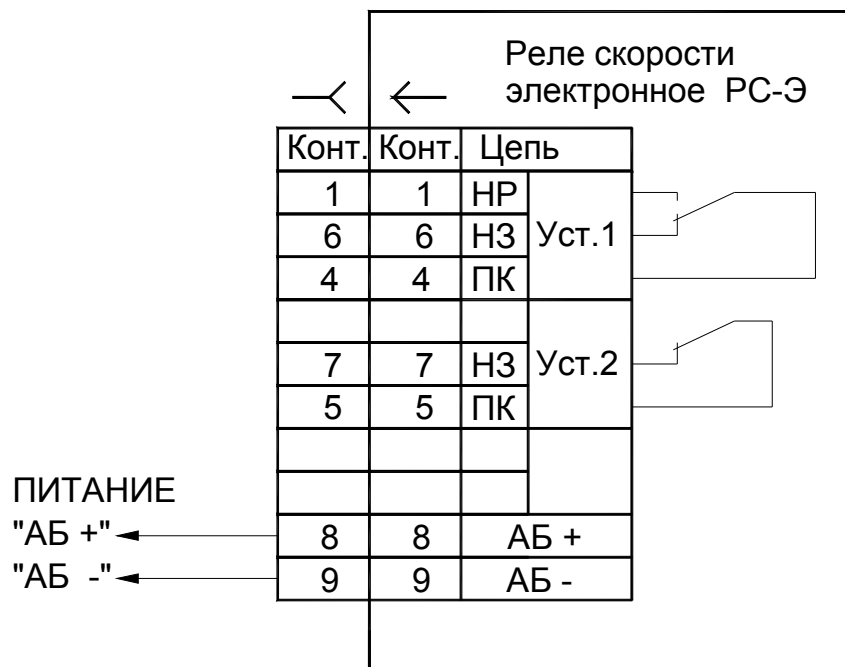 Реле скорости
электронное РС-Э
Конт. Конт. Цепь
1 1 НР
6 6 НЗ Уст.1
4 4 ПК
7 7 НЗ Уст.2
5 5 ПК
ПИТАНИЕ
"АБ +" 8 8 АБ +
"АБ -" 9 9 АБ -